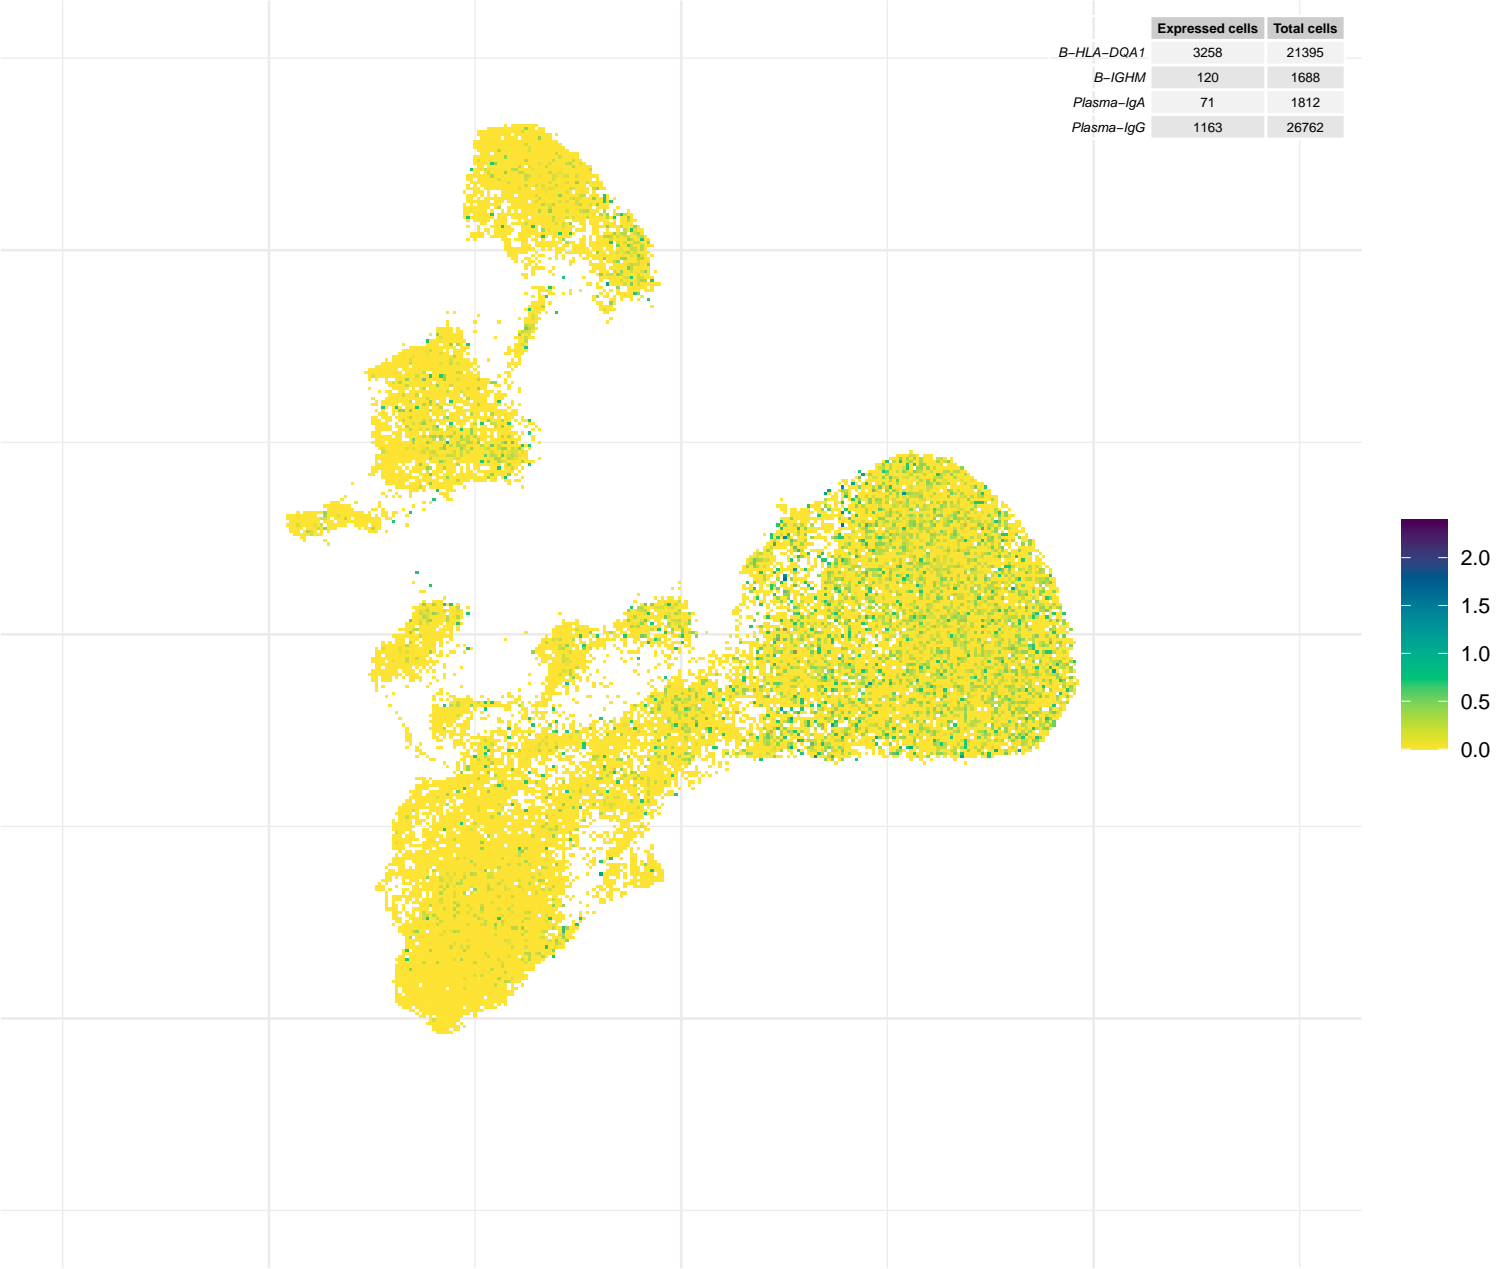 Expressed cells Total cells
B−HLA−DQA1 3258 21395
B−IGHM 120 1688
Plasma−IgA 71 1812
Plasma−IgG 1163 26762
2.0
1.5
1.0
0.5
0.0